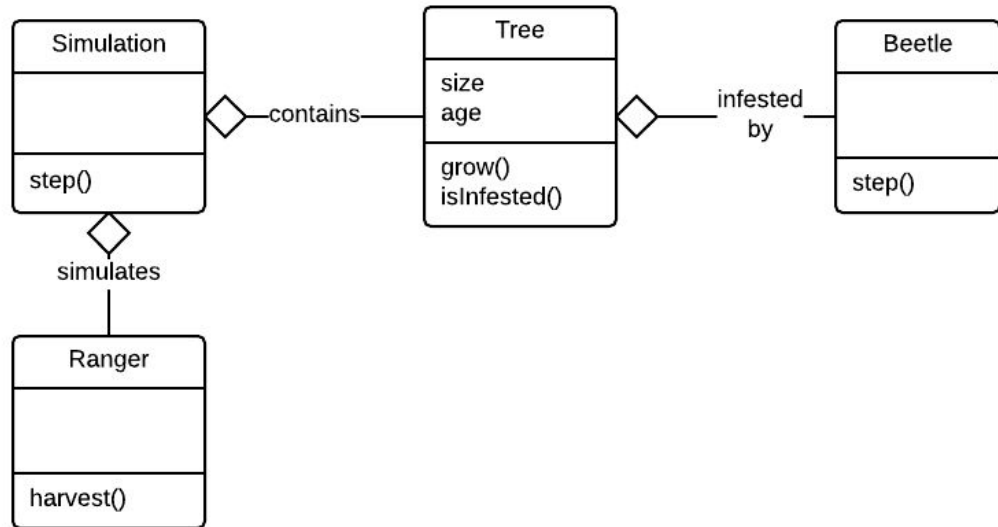 Simulation
step()
contains
Tree
size
age
grow()
isInfested()
infested
by
Beetle
step()
simulates
Ranger
harvest()